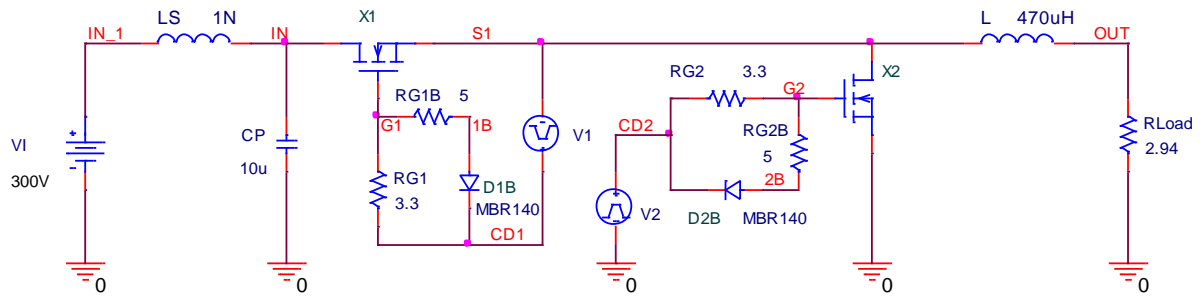 LS 1N
IN_1
IN
X1
S1
L 470uH
OUT
X2
RG2 3.3
G2
RG1B 5
G1
1B
V1
CD2
RG2B
5
2B
VI
300V
CP
10u
RG1
3.3
D1B
MBR140
CD1
V2
D2B
MBR140
RLoad
2.94
0
0
0
0
0